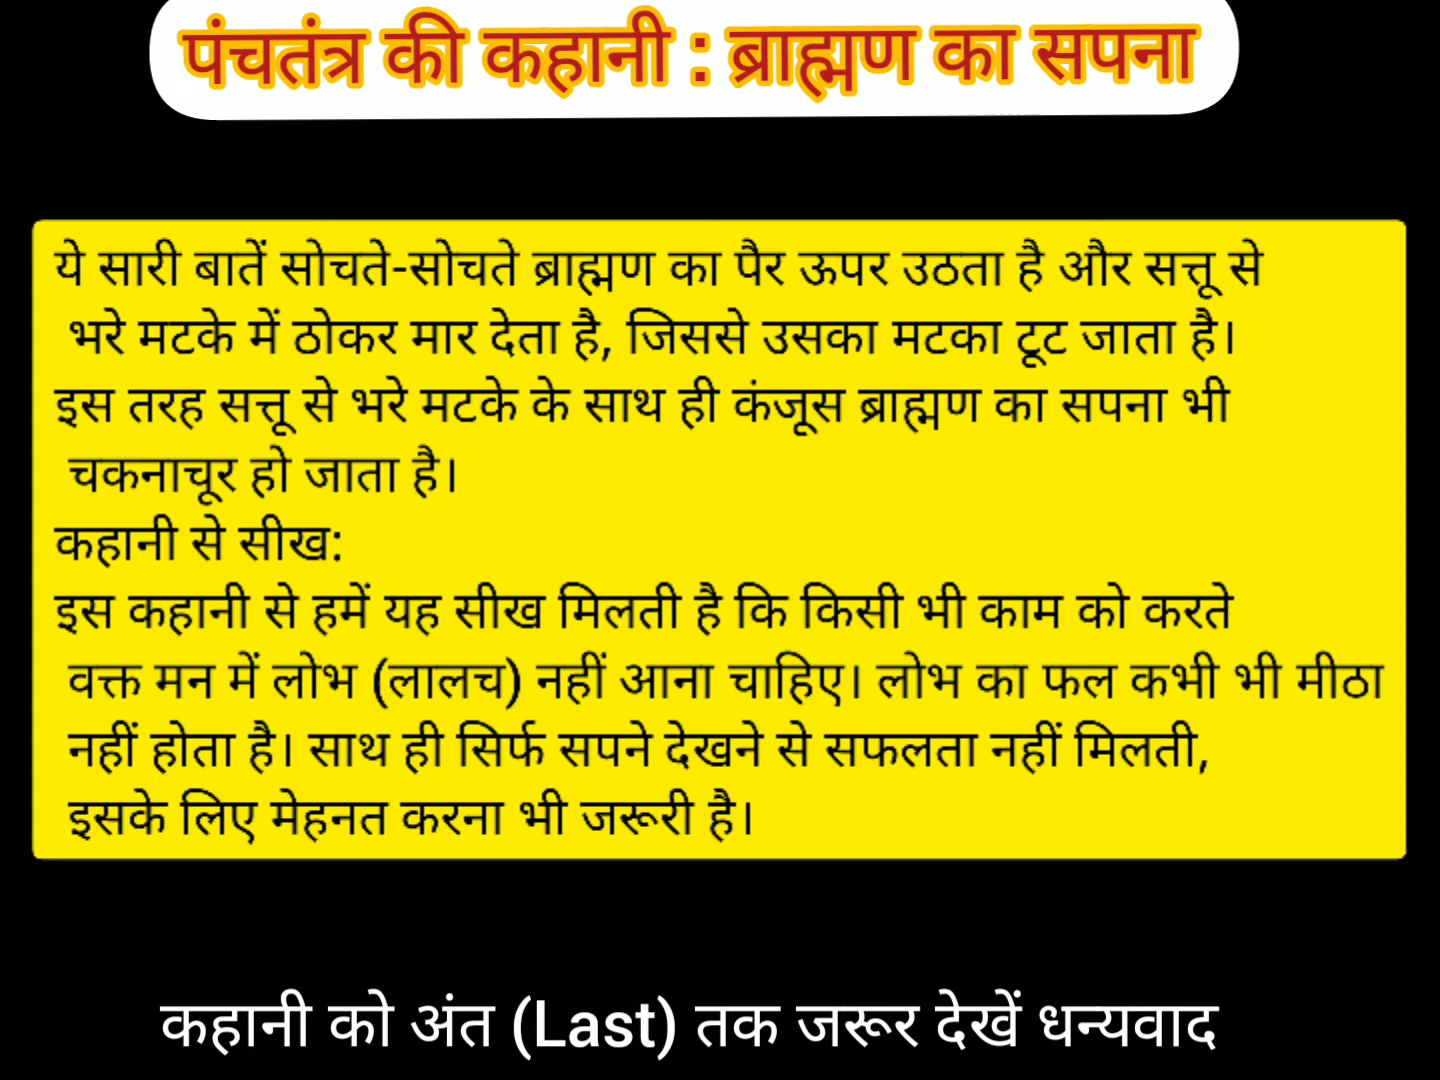 पंचतंत्र की कहानी : ब्राह्मण का सपना
ये सारी बातें सोचते-सोचते ब्राह्मण का पैर ऊपर उठता है और सत्तू से
भरे मटके में ठोकर मार देता है, जिससे उसका मटका टूट जाता है।
इस तरह सत्तू से भरे मटके के साथ ही कंजूस ब्राह्मण का सपना भी
चकनाचूर हो जाता है।
कहानी से सीख:
इस कहानी से हमें यह सीख मिलती है कि किसी भी काम को करते
वक्त मन में लोभ (लालच) नहीं आना चाहिए। लोभ का फल कभी भी मीठा
नहीं होता है। साथ ही सिर्फ सपने देखने से सफलता नहीं मिलती,
इसके लिए मेहनत करना भी जरूरी है।
कहानी को अंत (Last) तक जरूर देखें धन्यवाद